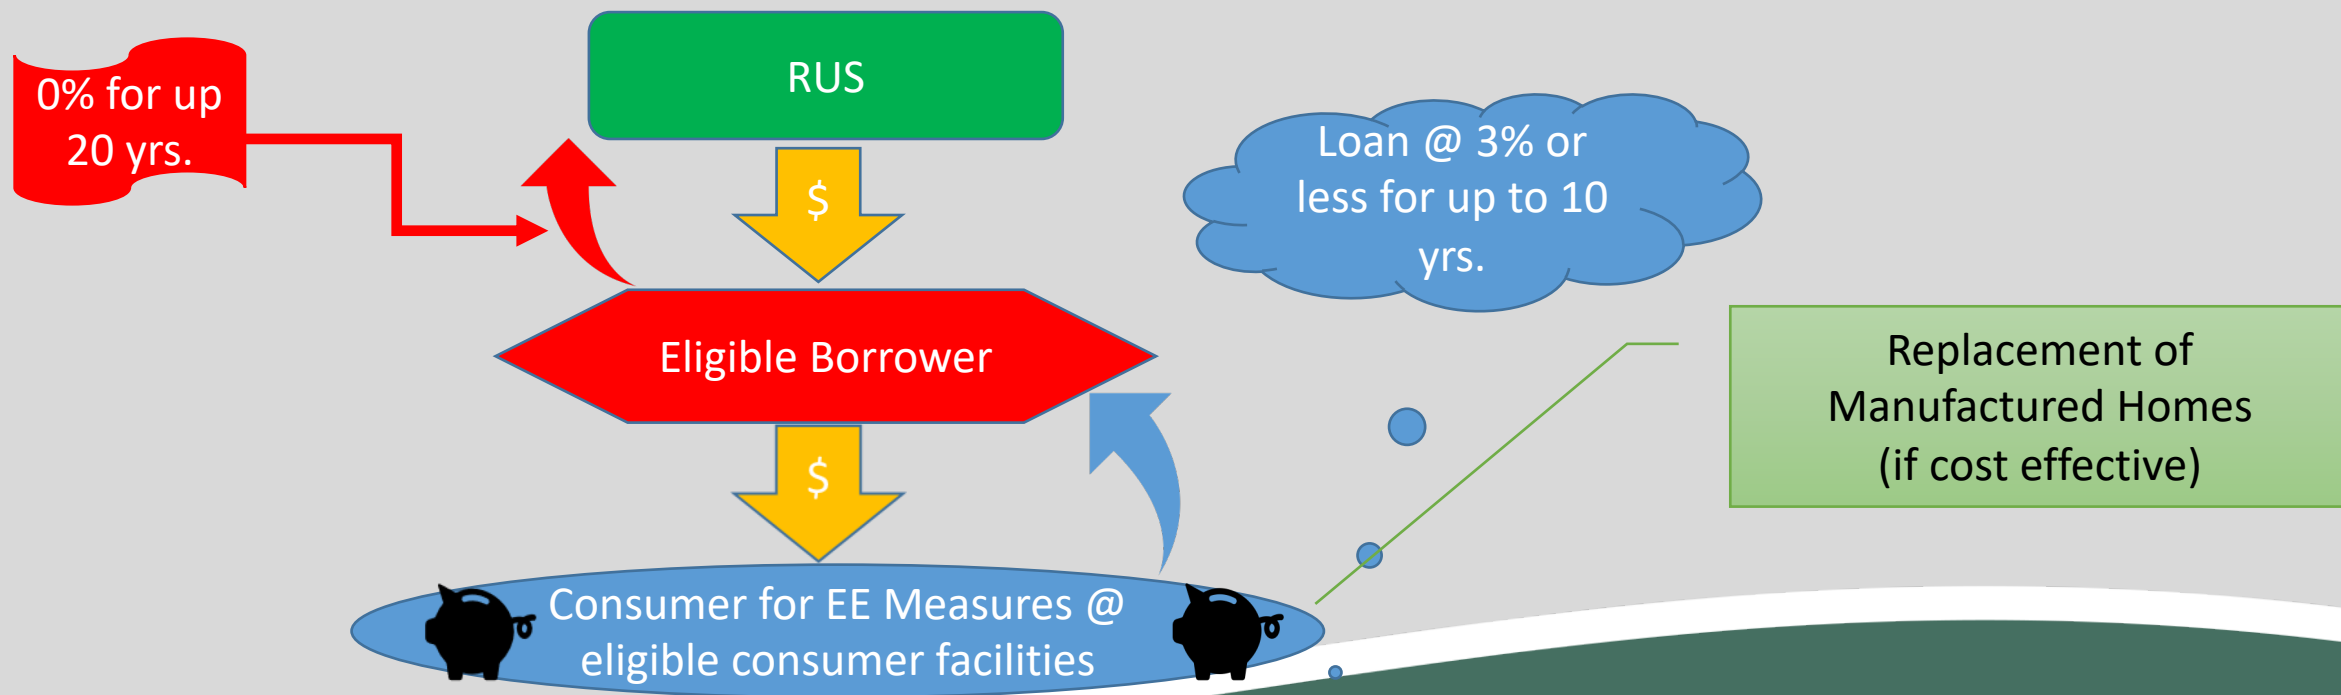 RUS
0% for up
20 yrs.
$
Loan @ 3% or
less for up to 10
yrs.
Eligible Borrower
Replacement of
Manufactured Homes
(if cost effective)
$
Consumer for EE Measures @
eligible consumer facilities